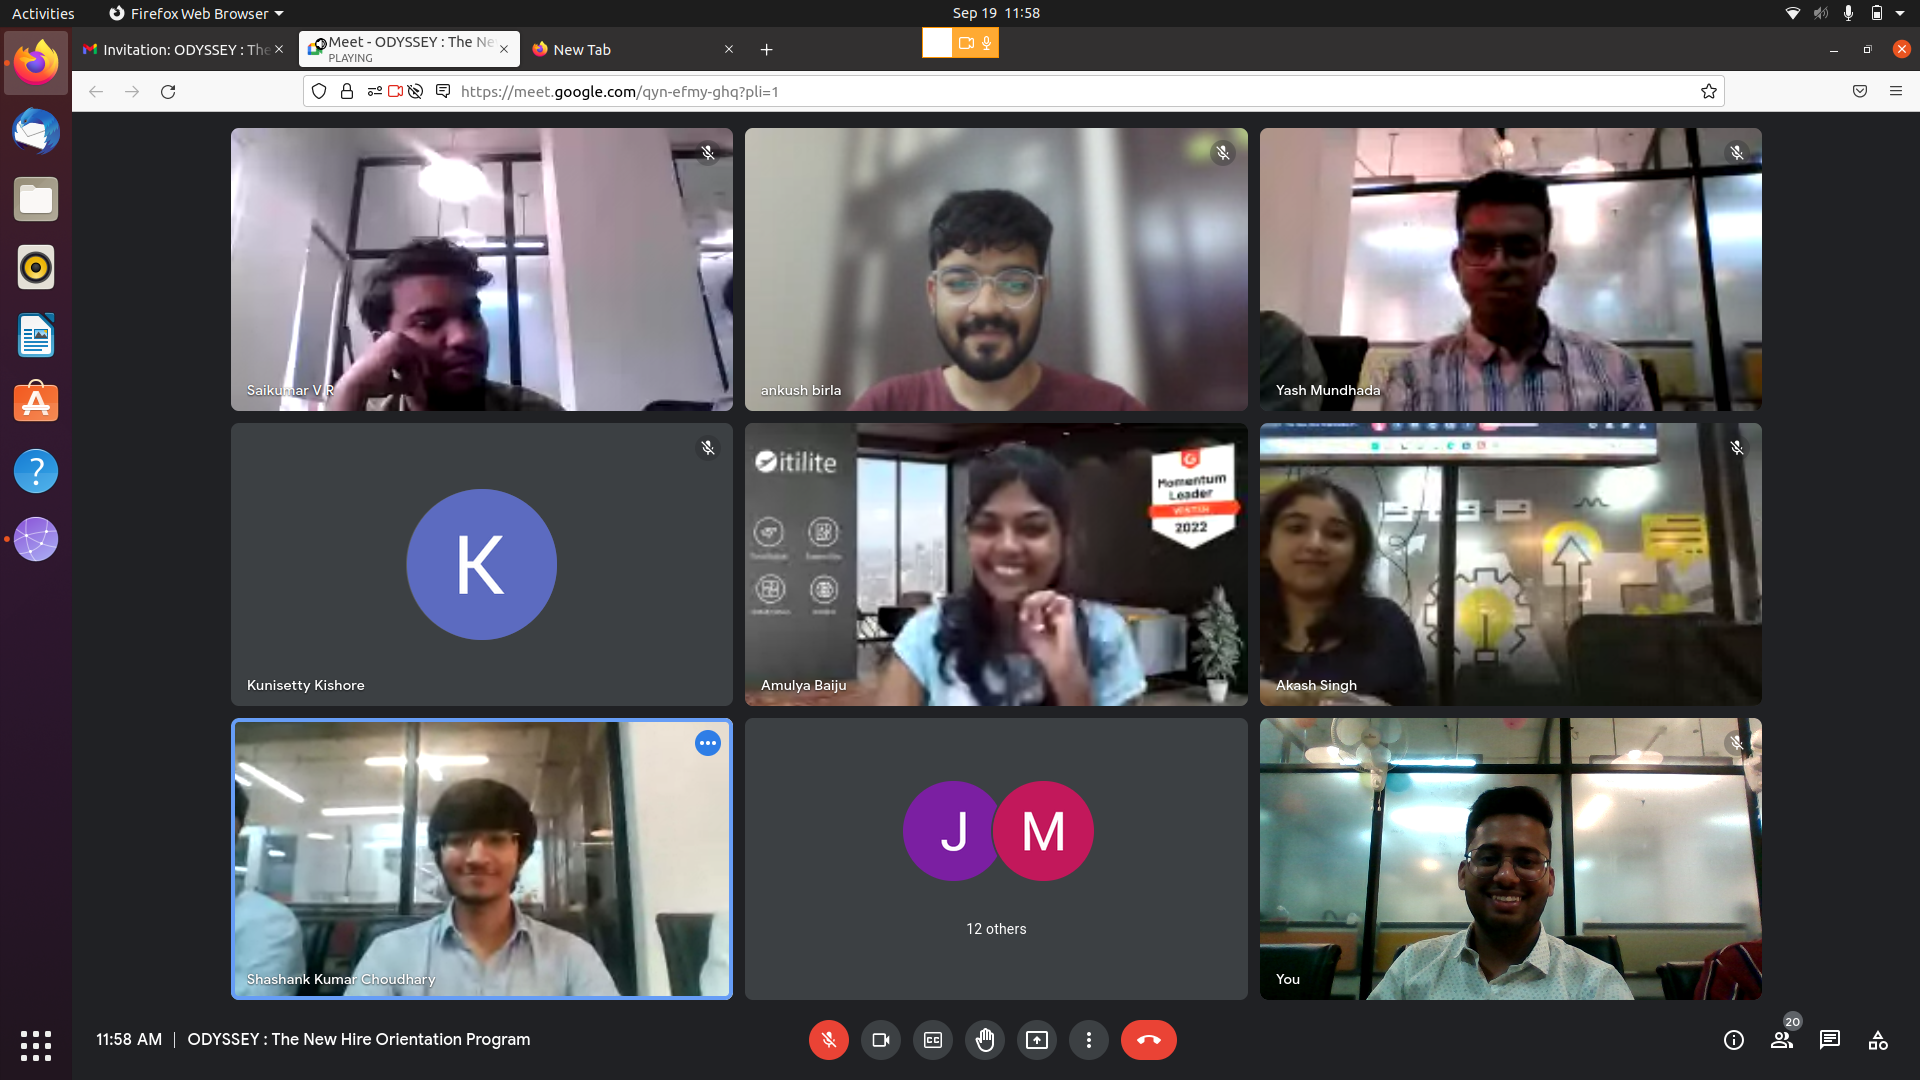 Activities
Firefox Web Browser
Sep 19 11:58
Invitation: ODYSSEY : The
Meet - ODYSSEY : The Ne
PLAYING
New Tab
https://meet.google.com/qyn-efmy-ghq?pli=1
Saikumar V R
ankush birla
Yash Mundhada
K
Kunisetty Kishore
itilite
Momentum
Leader
2022
Amulya Baiju
Akash Singh
Shashank Kumar Choudhary
J
M
12 others
You
11:58 AM
ODYSSEY : The New Hire Orientation Program
CC
20